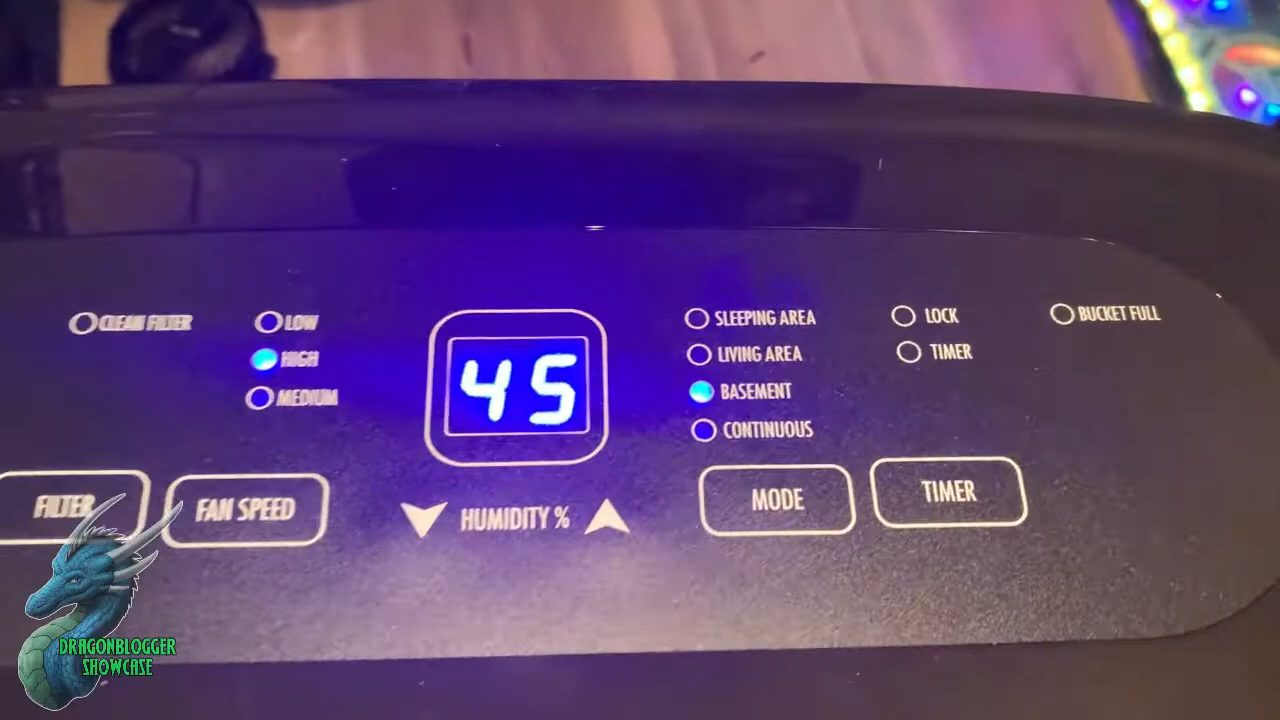 CLEAN FILTER
LOW
HIGH
MEDIUM
45
SLEEPING AREA
LIVING AREA
BASEMENT
CONTINUOUS
LOCK
TIMER
BUCKET FULL
FILTER
FAN SPEED
HUMIDITY %
MODE
TIMER
DRAGONBLOGGER
SHOWCASE